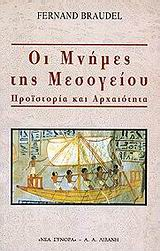 FERNAND BRAUDEL
Οι Μνήμες
της Μεσογείου
Προϊστορία και Αρχαιότητα
«ΝΕΑ ΣΥΝΟΡΑ» - Α. Α. ΛΙΒΑΝΗ